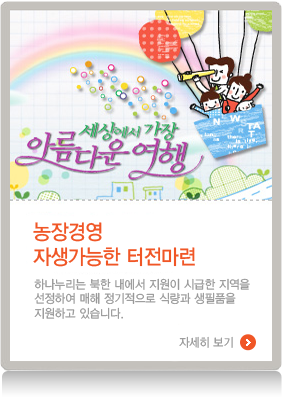 세상에서 가장
아름다운 여행
N W TA
농장경영
자생가능한 터전마련
하나누리는 북한 내에서 지원이 시급한 지역을
선정하여 매해 정기적으로 식량과 생필품을
지원하고 있습니다.
자세히 보기